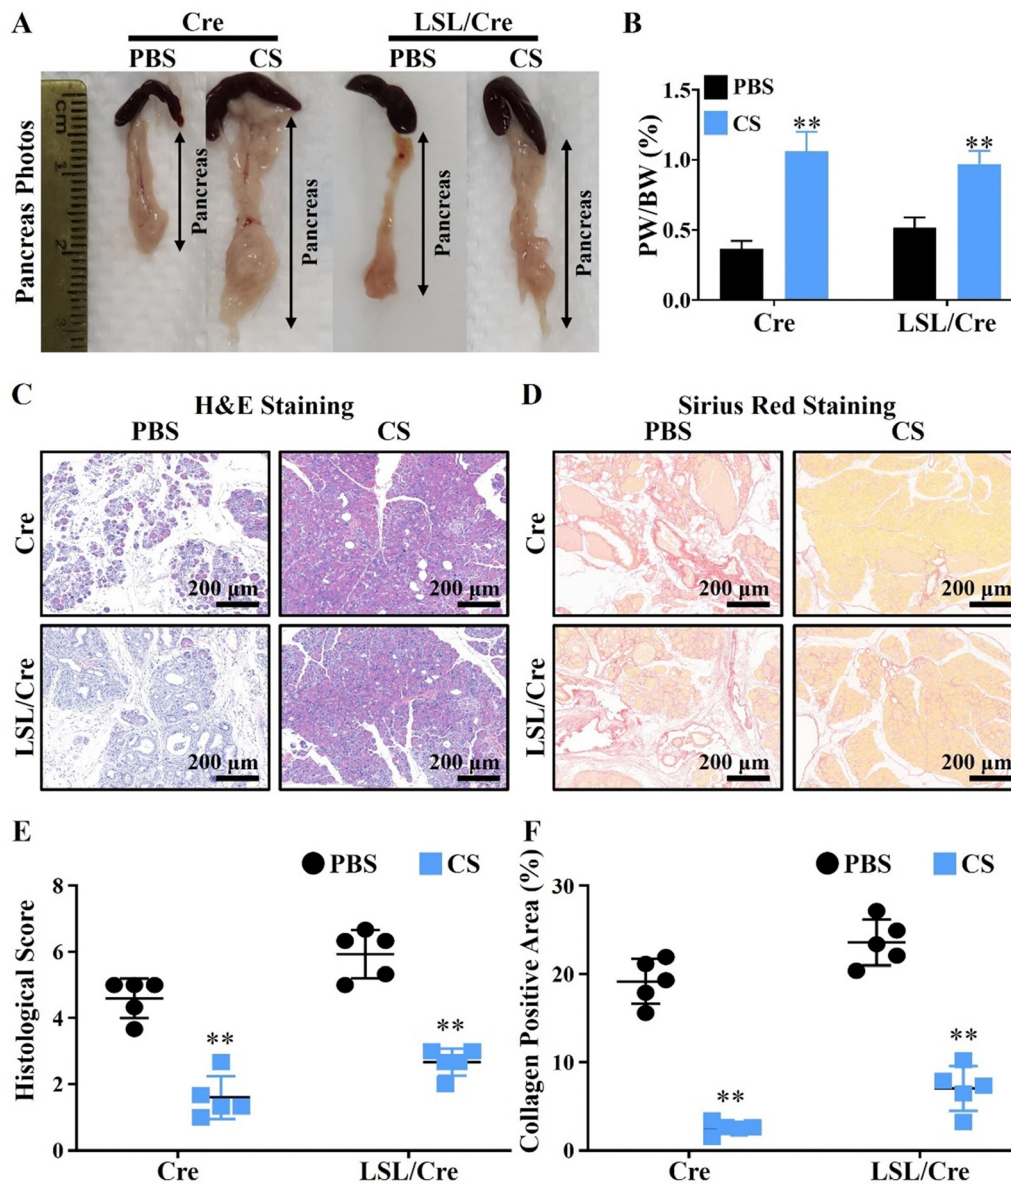 A
Cre
LSL/Cre
PBS
CS
PBS
CS
Pancreas Photos
cm
1
2
3
Pancreas
Pancreas
Pancreas
Pancreas
B
PBS
CS
PW/BW (%)
1.5
1.0
0.5
0.0
**
**
Cre
LSL/Cre
C
H&E Staining
PBS
CS
Cre
LSL/Cre
200 μm
200 μm
200 μm
200 μm
D
Sirius Red Staining
PBS
CS
Cre
LSL/Cre
200 μm
200 μm
200 μm
200 μm
E
PBS
CS
Histological Score
8
6
4
2
0
**
**
Cre
LSL/Cre
F
PBS
CS
Collagen Positive Area (%)
30
20
10
0
**
**
Cre
LSL/Cre